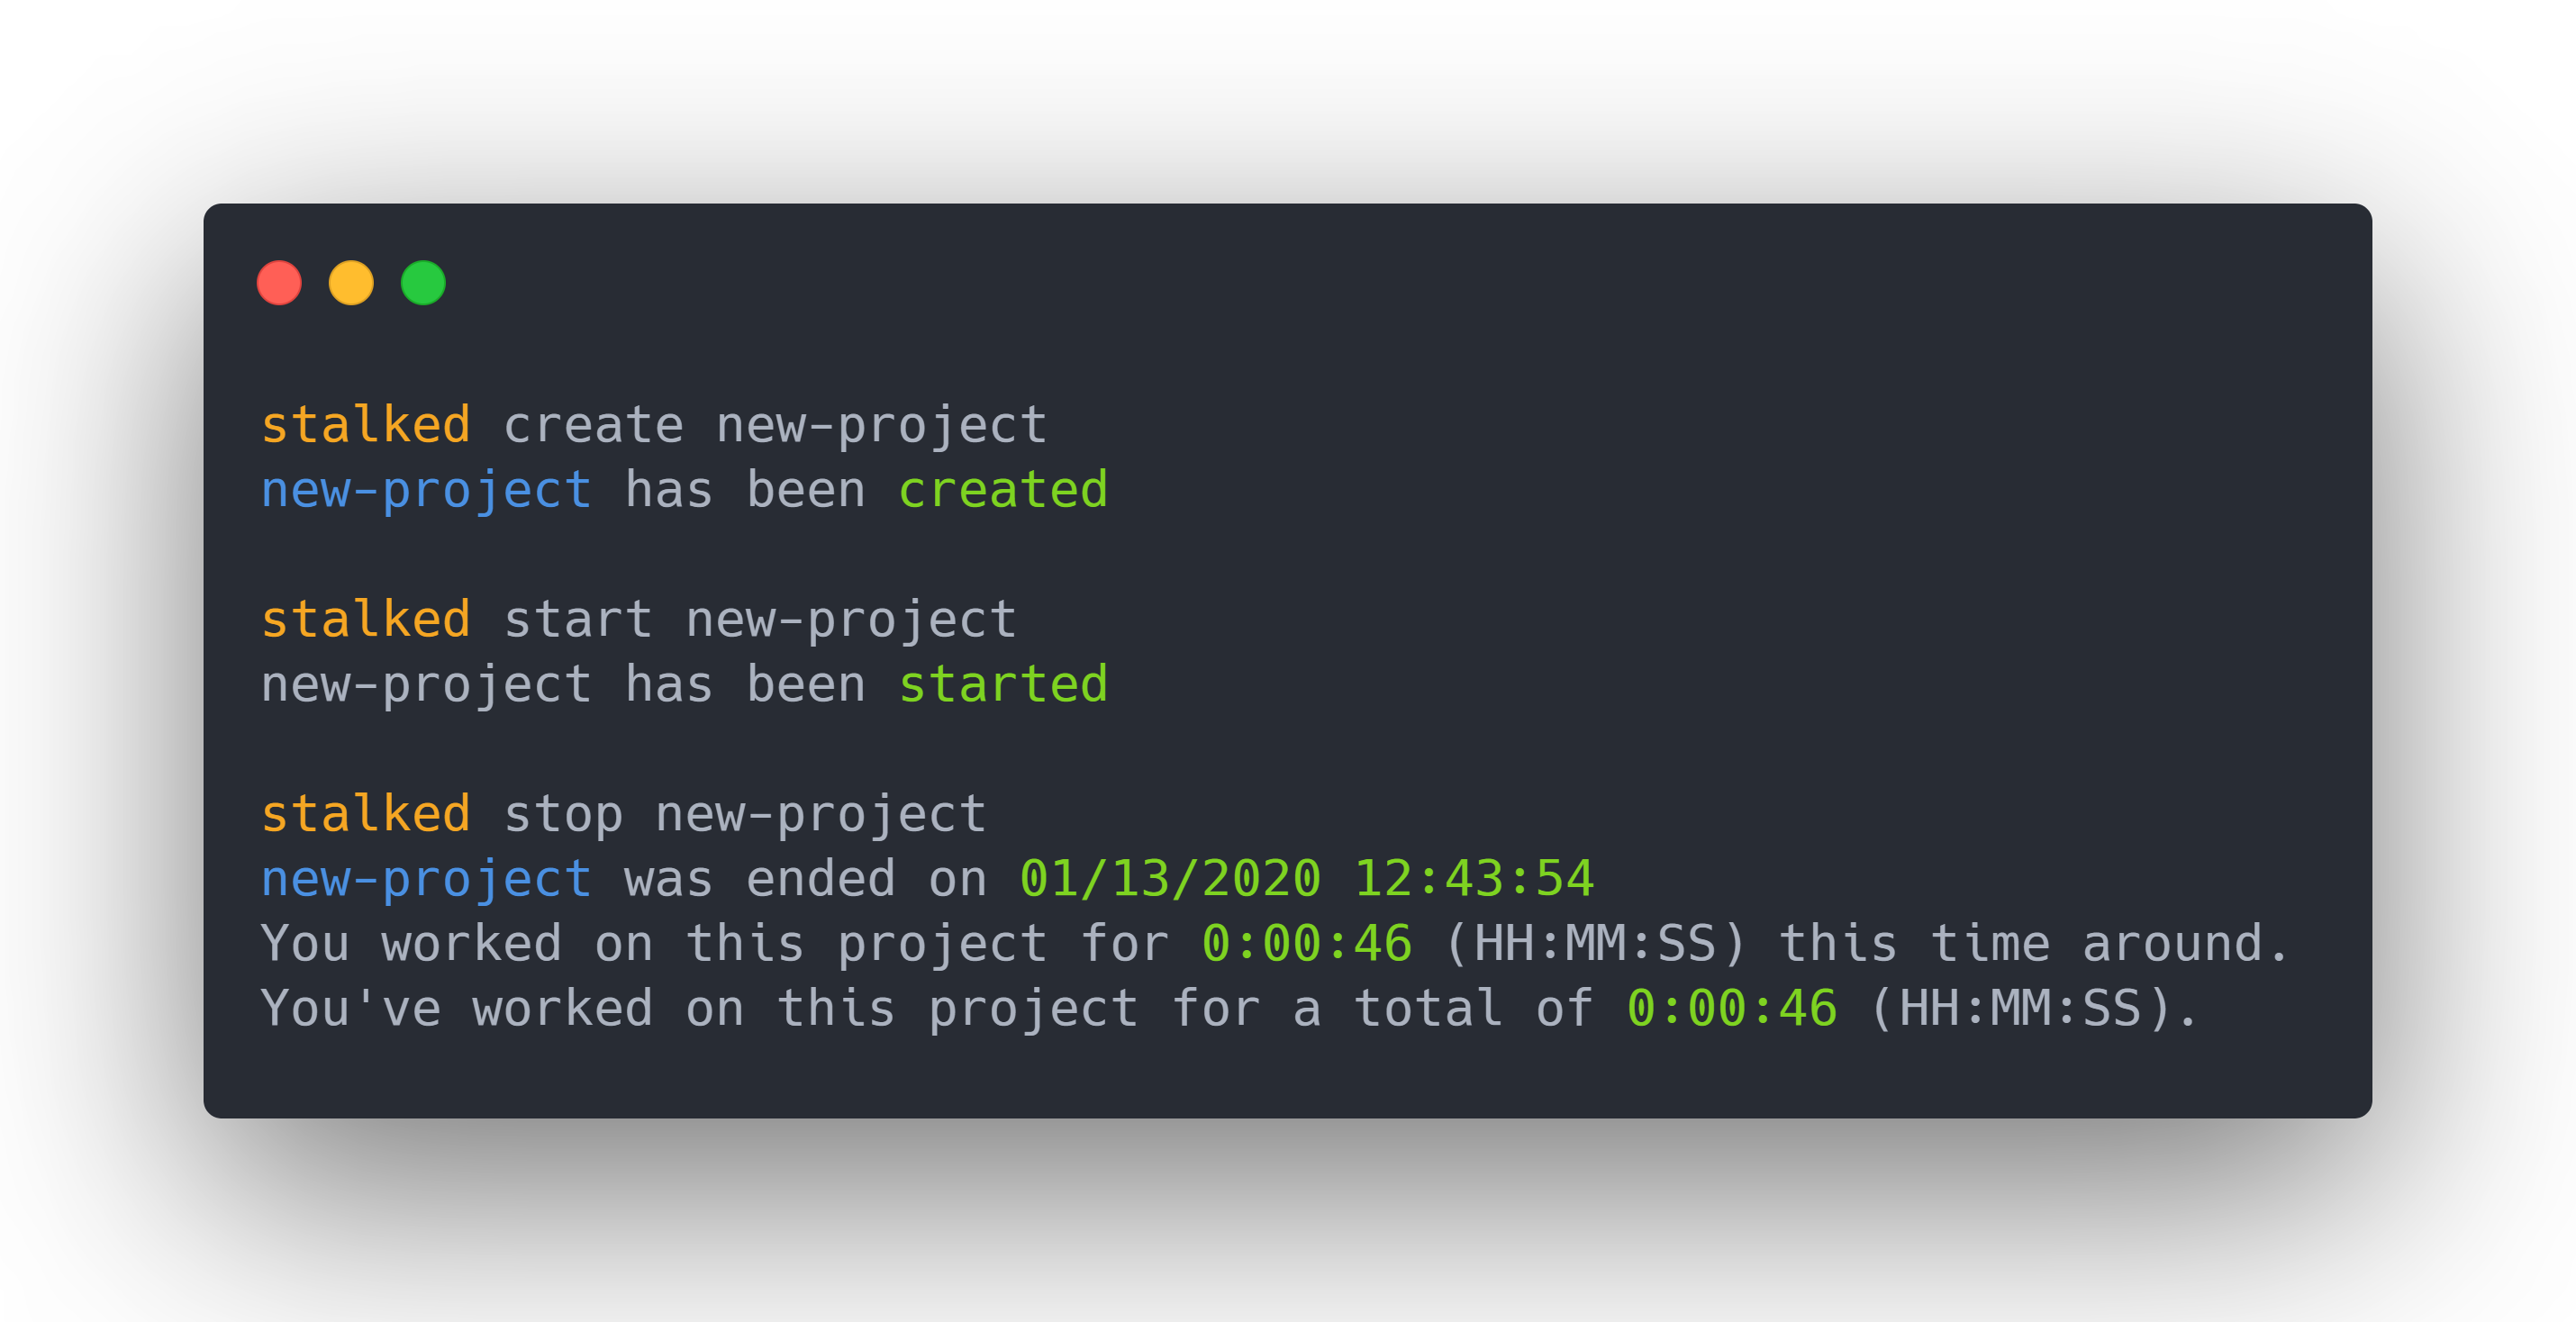 stalked create new-project
new-project has been created
stalked start new-project
new-project has been started
stalked stop new-project
new-project was ended on 01/13/2020 12:43:54
You worked on this project for 0:00:46 (HH:MM:SS) this time around.
You've worked on this project for a total of 0:00:46 (HH:MM:SS).